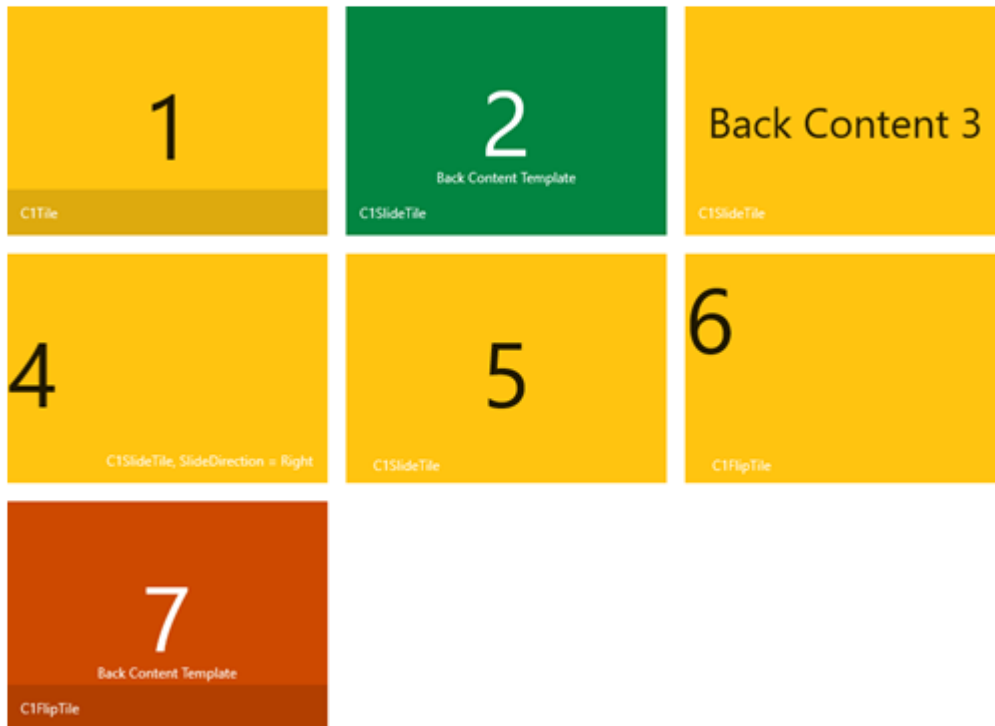 1
C1Tile
2
Back Content Template
C1SlideTile
Back Content 3
C1SlideTile
4
C1SlideTile, SlideDirection = Right
5
C1SlideTile
6
C1FlipTile
7
Back Content Template
C1FlipTile